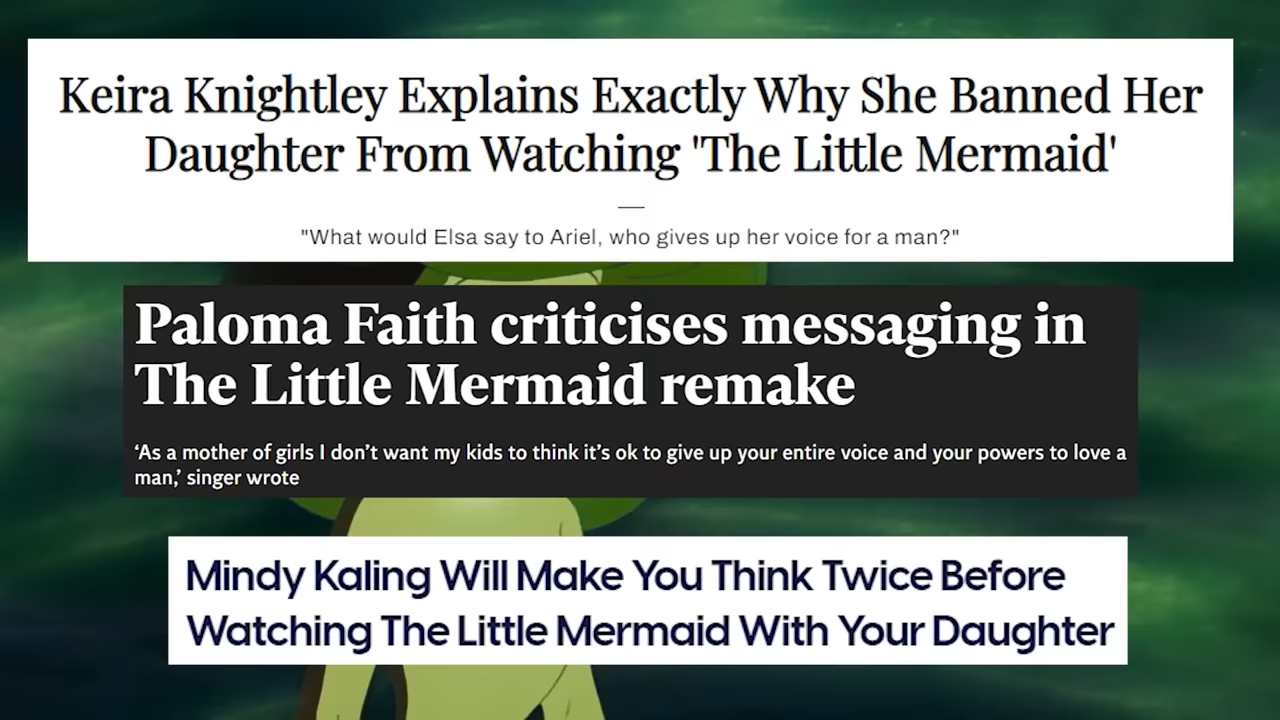 Keira Knightley Explains Exactly Why She Banned Her
Daughter From Watching 'The Little Mermaid'
"What would Elsa say to Ariel, who gives up her voice for a man?"
Paloma Faith criticises messaging in
The Little Mermaid remake
‘As a mother of girls I don’t want my kids to think it’s ok to give up your entire voice and your powers to love a
man,’ singer wrote
Mindy Kaling Will Make You Think Twice Before
Watching The Little Mermaid With Your Daughter